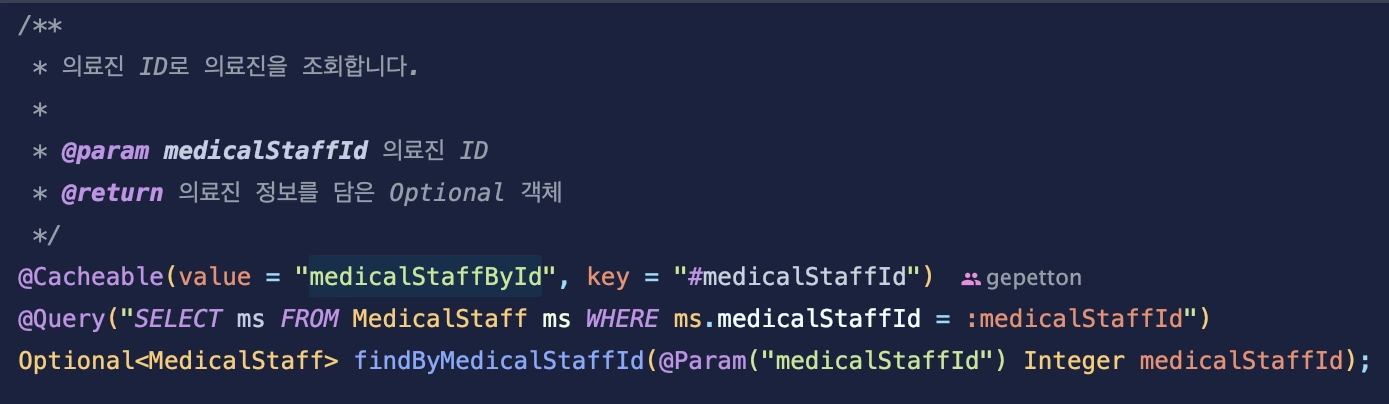 /**
* 의료진 ID로 의료진을 조회합니다.
*
* @param medicalStaffId 의료진 ID
* @return 의료진 정보를 담은 Optional 객체
*/
@Cacheable(value = "medicalStaffById", key = "#medicalStaffId") gepetton
@Query("SELECT ms FROM MedicalStaff ms WHERE ms.medicalStaffId = :medicalStaffId")
Optional<MedicalStaff> findByMedicalStaffId(@Param("medicalStaffId") Integer medicalStaffId);